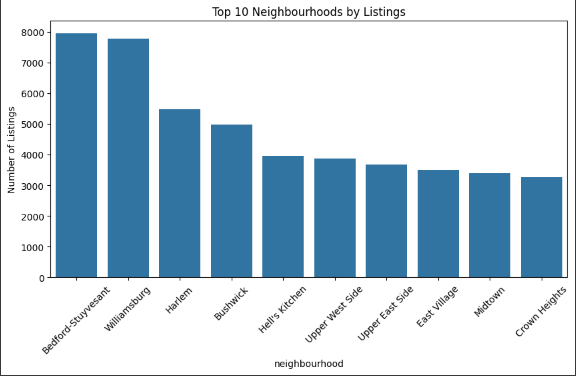 Top 10 Neighbourhoods by Listings
Number of Listings
8000
7000
6000
5000
4000
3000
2000
1000
0
Bedford-Stuyvesant
Williamsburg
Harlem
Bushwick
Hell's Kitchen
Upper West Side
Upper East Side
East Village
Midtown
Crown Heights
neighbourhood